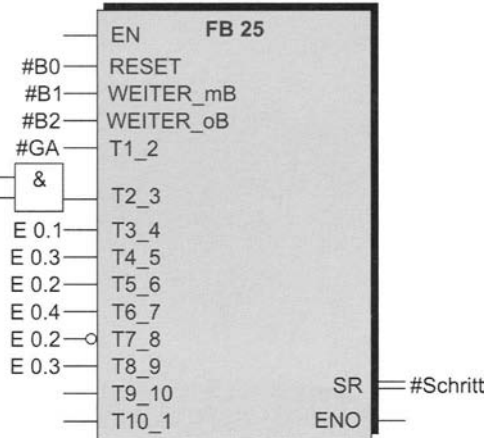 EN FB 25
#B0 RESET
#B1 WEITER_mB
#B2 WEITER_oB
#GA T1_2
& T2_3
E 0.1 T3_4
E 0.3 T4_5
E 0.2 T5_6
E 0.4 T6_7
E 0.2 T7_8
E 0.3 T8_9
T9_10 SR #Schritt
T10_1 ENO